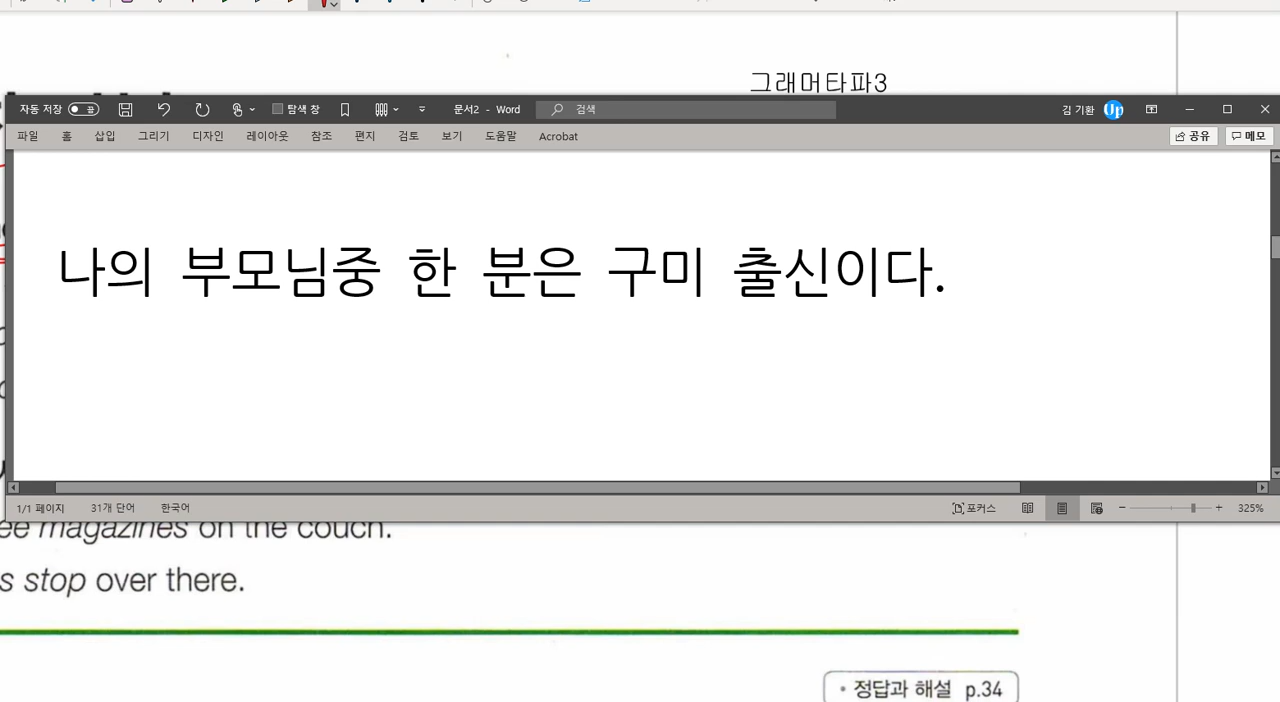 그래머타파3
자동 저장 끔 탐색 창 문서2 - Word 검색 김 기환 Up
파일 홈 삽입 그리기 디자인 레이아웃 참조 편지 검토 보기 도움말 Acrobat 공유 메모
나의 부모님중 한 분은 구미 출신이다.
1/1 페이지 31개 단어 한국어 포커스 325%
magazines on the couch.
stop over there.
• 정답과 해설 p.34